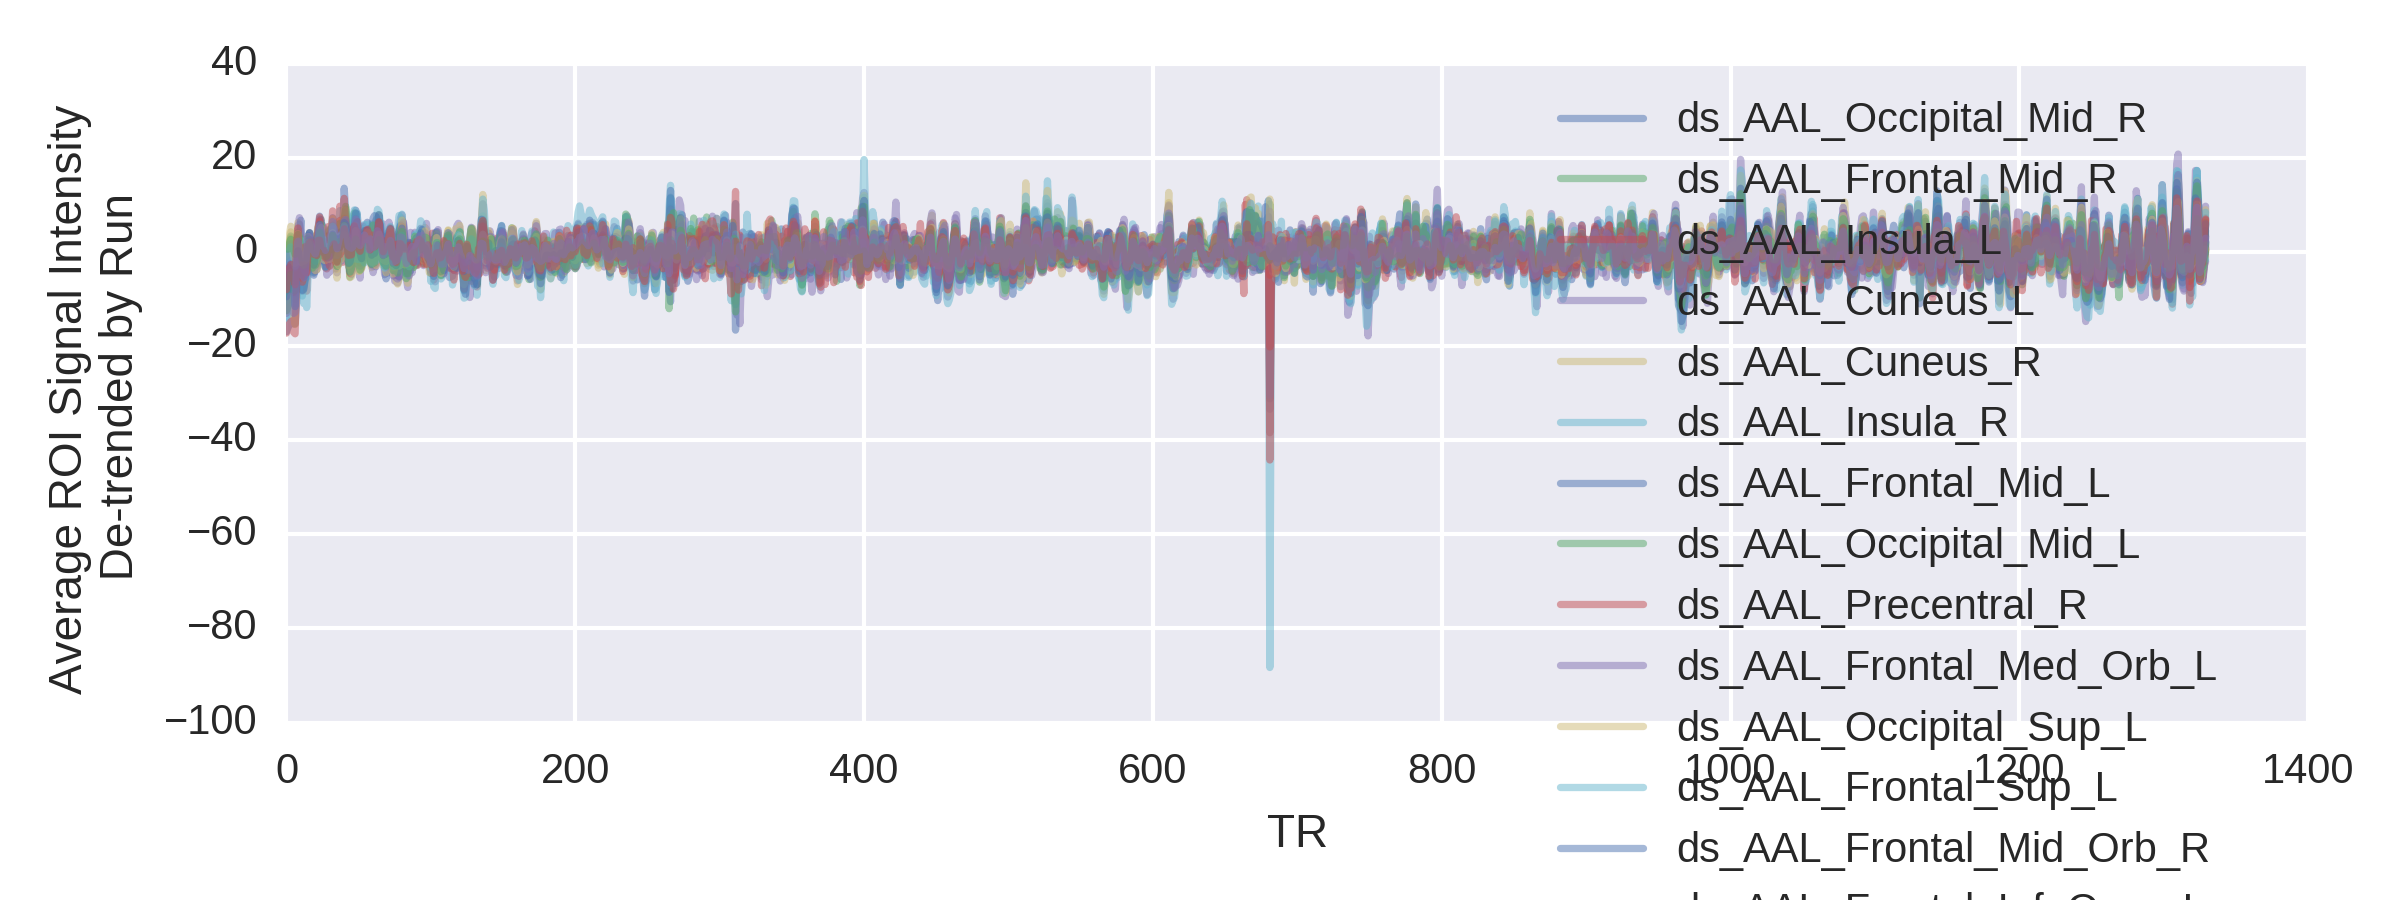 Average ROI Signal Intensity
De-trended by Run
40
20
0
−20
−40
−60
−80
−100
0
200
400
600
800
1000
1200
1400
TR
ds_AAL_Occipital_Mid_R
ds_AAL_Frontal_Mid_R
ds_AAL_Insula_L
ds_AAL_Cuneus_L
ds_AAL_Cuneus_R
ds_AAL_Insula_R
ds_AAL_Frontal_Mid_L
ds_AAL_Occipital_Mid_L
ds_AAL_Precentral_R
ds_AAL_Frontal_Med_Orb_L
ds_AAL_Occipital_Sup_L
ds_AAL_Frontal_Sup_L
ds_AAL_Frontal_Mid_Orb_R